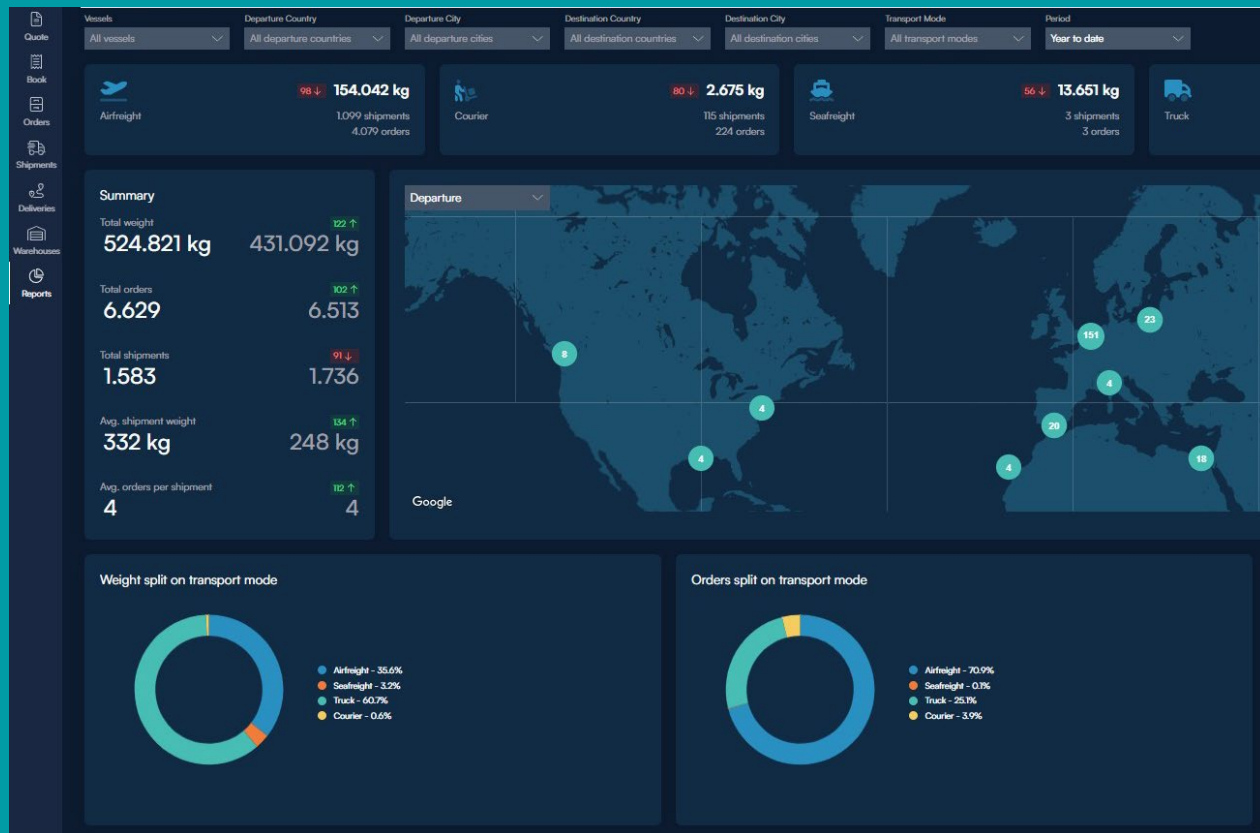 Quote
Book
Orders
Shipments
Deliveries
Warehouses
Reports
Vessels
All vessels
Departure Country
All departure countries
Departure City
All departure cities
Destination Country
All destination countries
Destination City
All destination cities
Transport Mode
All transport modes
Period
Year to date
Airfreight
98 ↓ 154.042 kg
1.099 shipments
4.079 orders
Courier
80 ↓ 2.675 kg
115 shipments
224 orders
Seafreight
56 ↓ 13.651 kg
3 shipments
3 orders
Truck
Summary
Total weight 122 ↑
524.821 kg 431.092 kg
Total orders 102 ↑
6.629 6.513
Total shipments 91 ↓
1.583 1.736
Avg. shipment weight 134 ↑
332 kg 248 kg
Avg. orders per shipment 112 ↑
4 4
Departure
8
4
4
151
23
4
20
4
18
Google
Weight split on transport mode
Airfreight - 35.6%
Seafreight - 3.2%
Truck - 60.7%
Courier - 0.6%
Orders split on transport mode
Airfreight - 70.9%
Seafreight - 0.1%
Truck - 25.1%
Courier - 3.9%